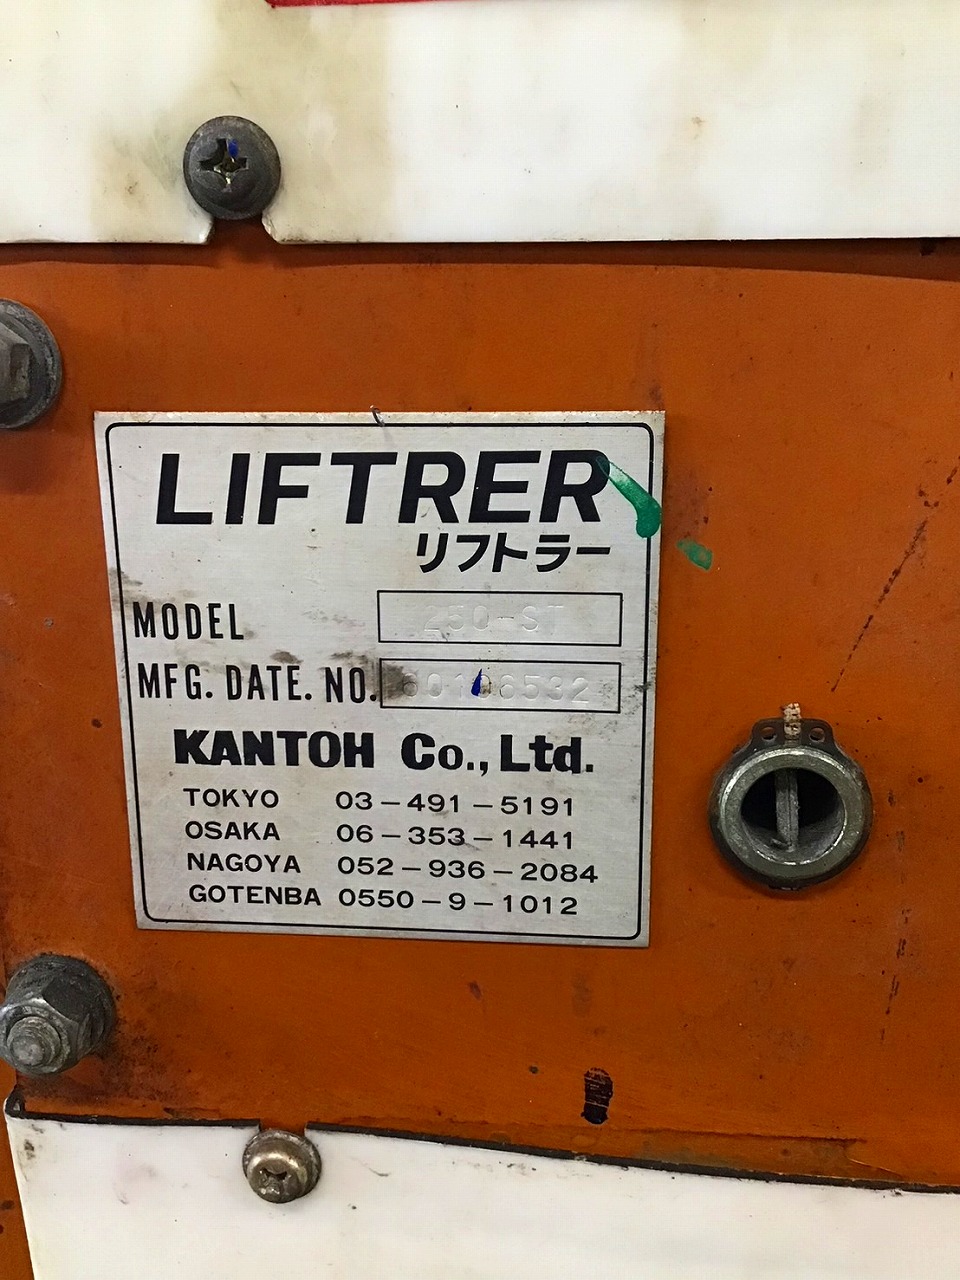 LIFTRER
リフトラー
MODEL 250-ST
MFG. DATE. NO. 60106532
KANTOH Co., Ltd.
TOKYO 03-491-5191
OSAKA 06-353-1441
NAGOYA 052-936-2084
GOTENBA 0550-9-1012